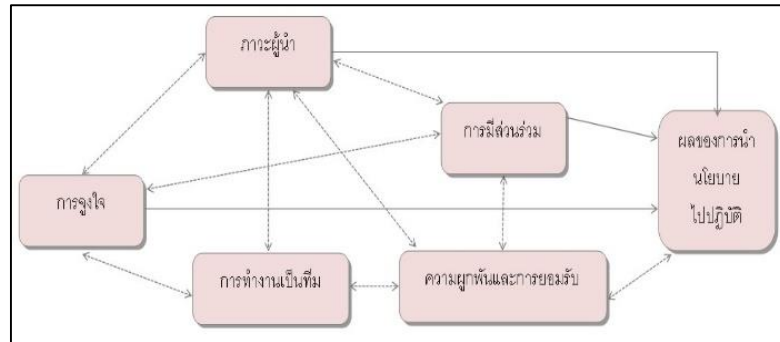 ภาวะผู้นำ
การมีส่วนร่วม
ผลของการนำ
นโยบาย
ไปปฏิบัติ
การจูงใจ
การทำงานเป็นทีม
ความผูกพันและการยอมรับ